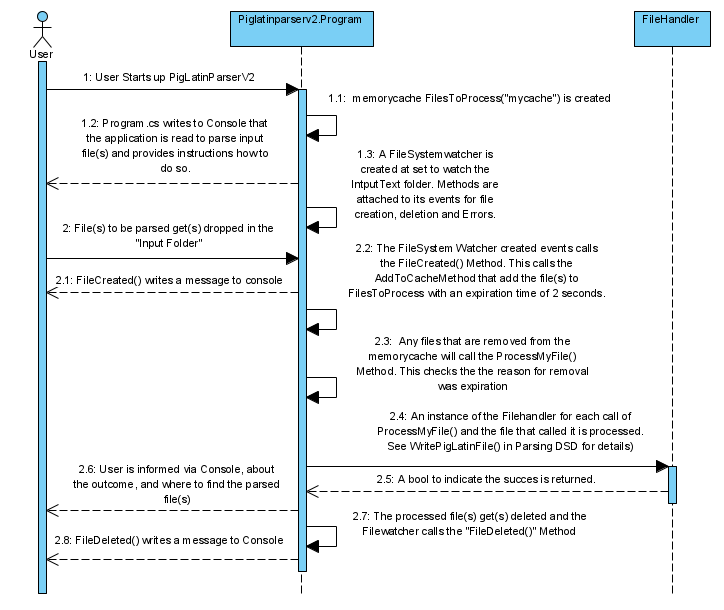 Piglatinparserv2.Program
FileHandler
User
1: User Starts up PigLatinParserV2
1.1:  memorycache FilesToProcess("mycache") is created
1.2: Program.cs writes to Console that
the application is read to parse input
file(s) and provides instructions how to
do so.
1.3: A FileSystemwatcher is
created at set to watch the
IntputText folder. Methods are
attached to its events for file
creation, deletion and Errors.
2: File(s) to be parsed get(s) dropped in the
"Input Folder"
2.2: The FileSystem Watcher created events calls
the FileCreated() Method. This calls the
AddToCacheMethod that add the file(s) to
FilesToProcess with an expiration time of 2 seconds.
2.1: FileCreated() writes a message to console
2.3:  Any files that are removed from the
memorycache will call the ProcessMyFile()
Method. This checks the the reason for removal
was expiration
2.4: An instance of the Filehandler for each call of
ProcessMyFile() and the file that called it is processed.
See WritePigLatinFile() in Parsing DSD for details)
2.6: User is informed via Console, about
the outcome, and where to find the parsed
file(s)
2.5: A bool to indicate the succes is returned.
2.7: The processed file(s) get(s) deleted and the
Filewatcher calls the "FileDeleted()" Method
2.8: FileDeleted() writes a message to Console